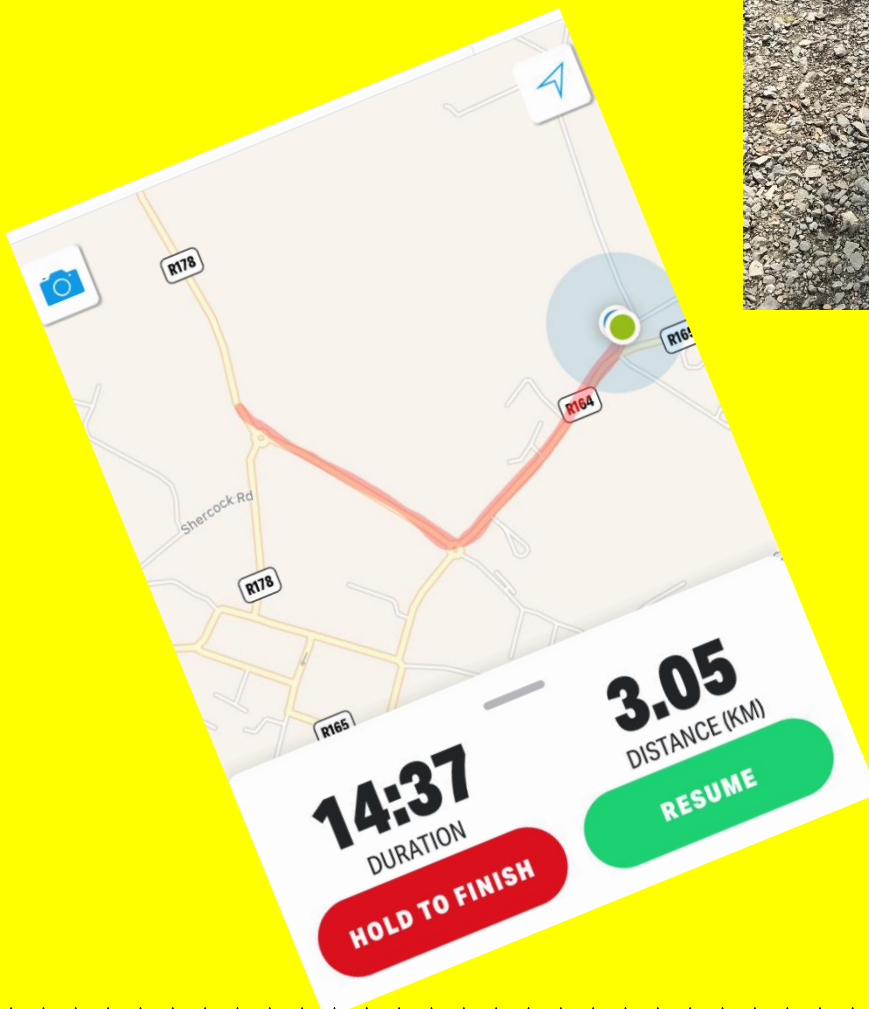 R178
R165
R164
Shercock Rd
R178
R165
14:37
DURATION
3.05
DISTANCE (KM)
HOLD TO FINISH
RESUME